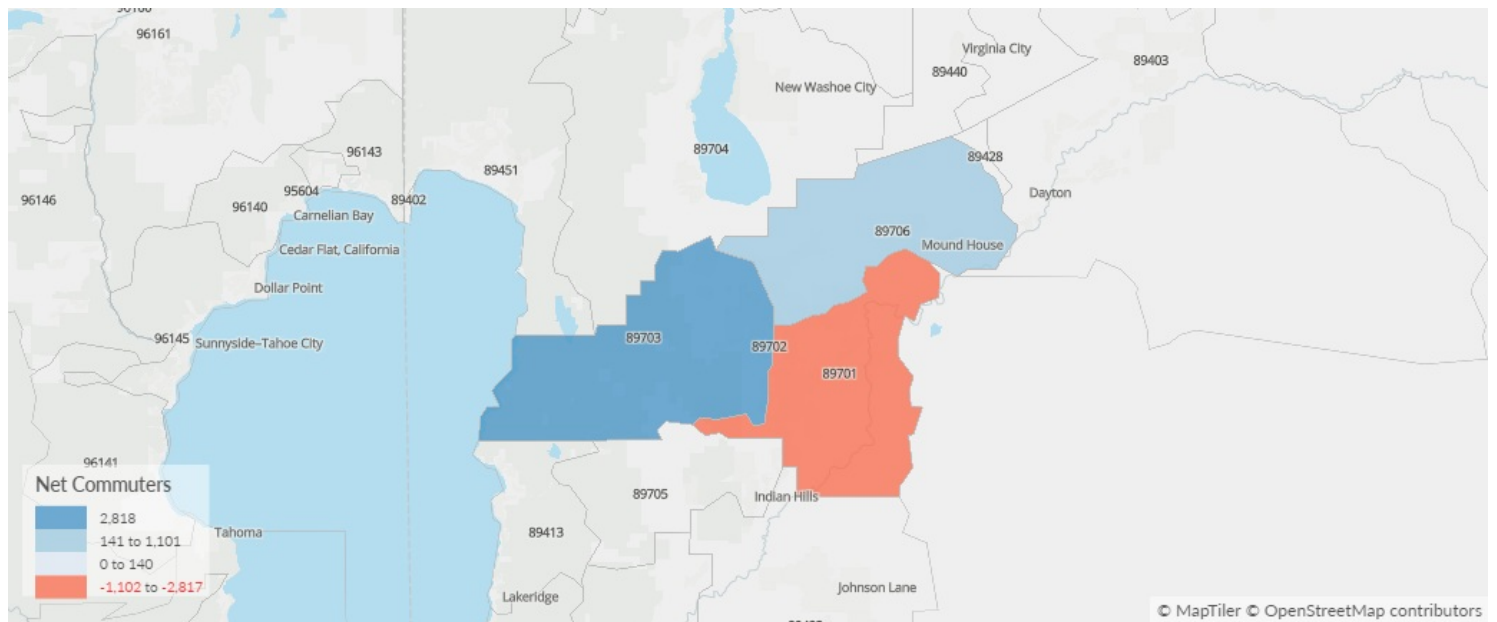 96161
Virginia City
89440
89403
New Washoe City
89704
96143
89451
89428
96146
95604
96140
89402
Carnelian Bay
Dayton
89706
Mound House
Cedar Flat, California
Dollar Point
96145
Sunnyside–Tahoe City
89703
89702
89701
96141
Net Commuters
2,818
141 to 1,101
0 to 140
-1,102 to -2,817
89705
Indian Hills
Tahoma
89413
Lakeridge
Johnson Lane
© MapTiler © OpenStreetMap contributors